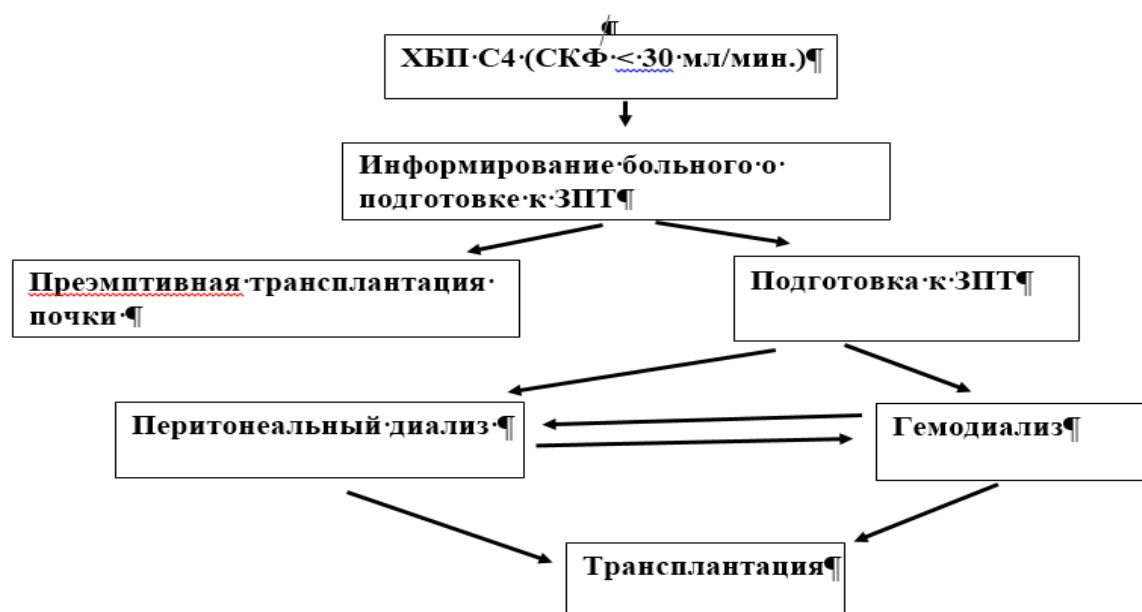 ¶
ХБП·С4·(СКФ·<·30·мл/мин.)¶
Информирование·больного·о·
подготовке·к·ЗПТ¶
Преэмптивная·трансплантация·
почки·¶
Подготовка·к·ЗПТ¶
Перитонеальный·диализ·¶
Гемодиализ¶
Трансплантация¶